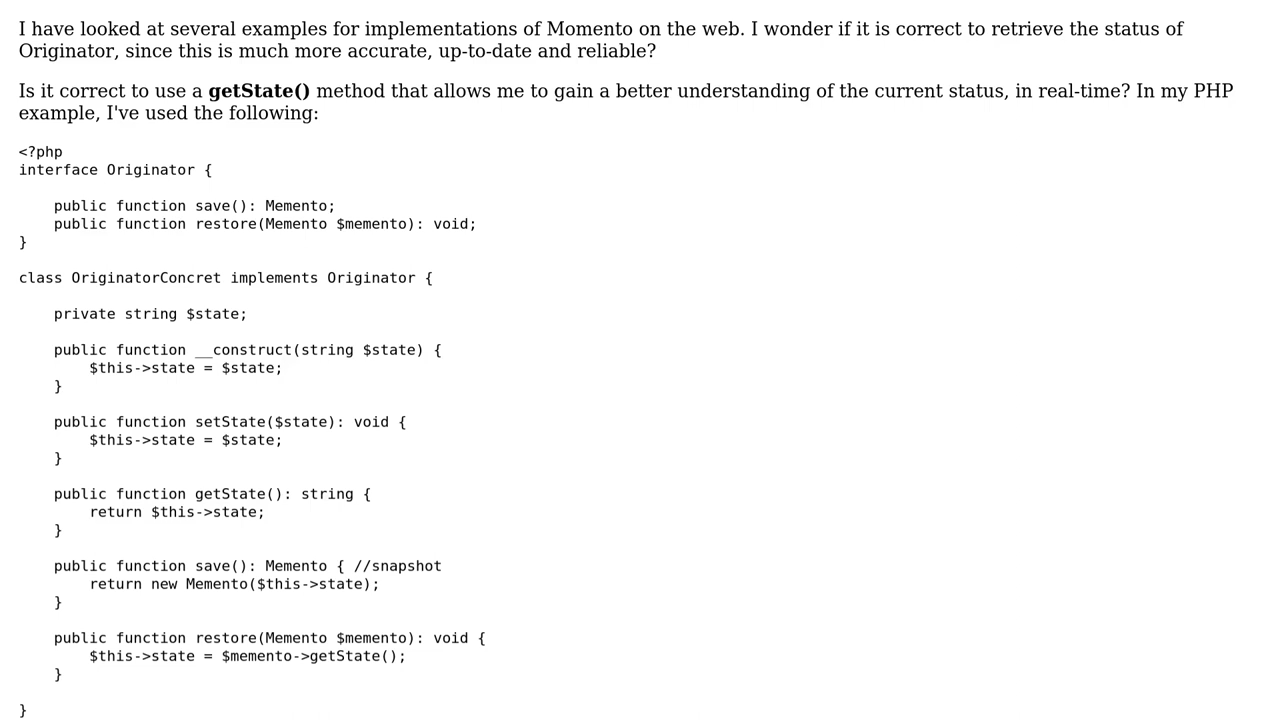 I have looked at several examples for implementations of Momento on the web. I wonder if it is correct to retrieve the status of
Originator, since this is much more accurate, up-to-date and reliable?
Is it correct to use a getState() method that allows me to gain a better understanding of the current status, in real-time? In my PHP
example, I've used the following:
<?php
interface Originator {
    public function save(): Memento;
    public function restore(Memento $memento): void;
}
class OriginatorConcret implements Originator {
    private string $state;
    public function __construct(string $state) {
        $this->state = $state;
    }
    public function setState($state): void {
        $this->state = $state;
    }
    public function getState(): string {
        return $this->state;
    }
    public function save(): Memento { //snapshot
        return new Memento($this->state);
    }
    public function restore(Memento $memento): void {
        $this->state = $memento->getState();
    }
}